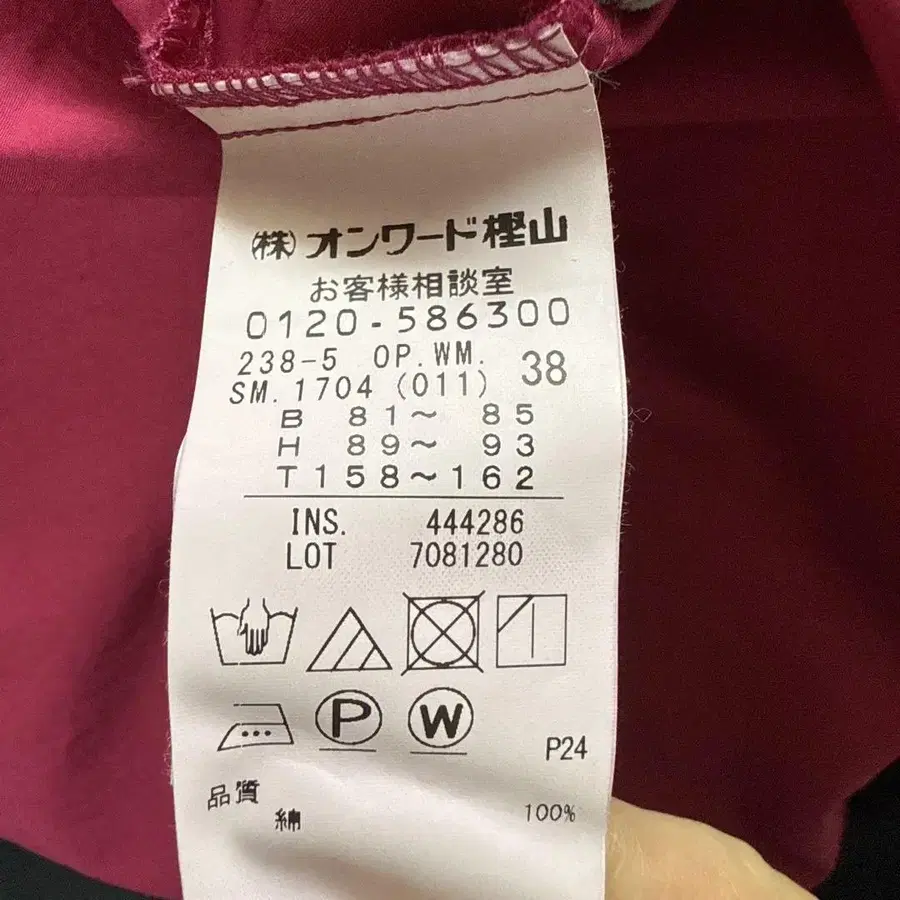 (株)オンワード樫山
お客様相談室
0120-586300
238-5 OP.WM. 38
SM.1704 (011)
B 81~ 85
H 89~ 93
T158~162
INS. 444286
LOT 7081280
P W
P24
品質
綿 100%